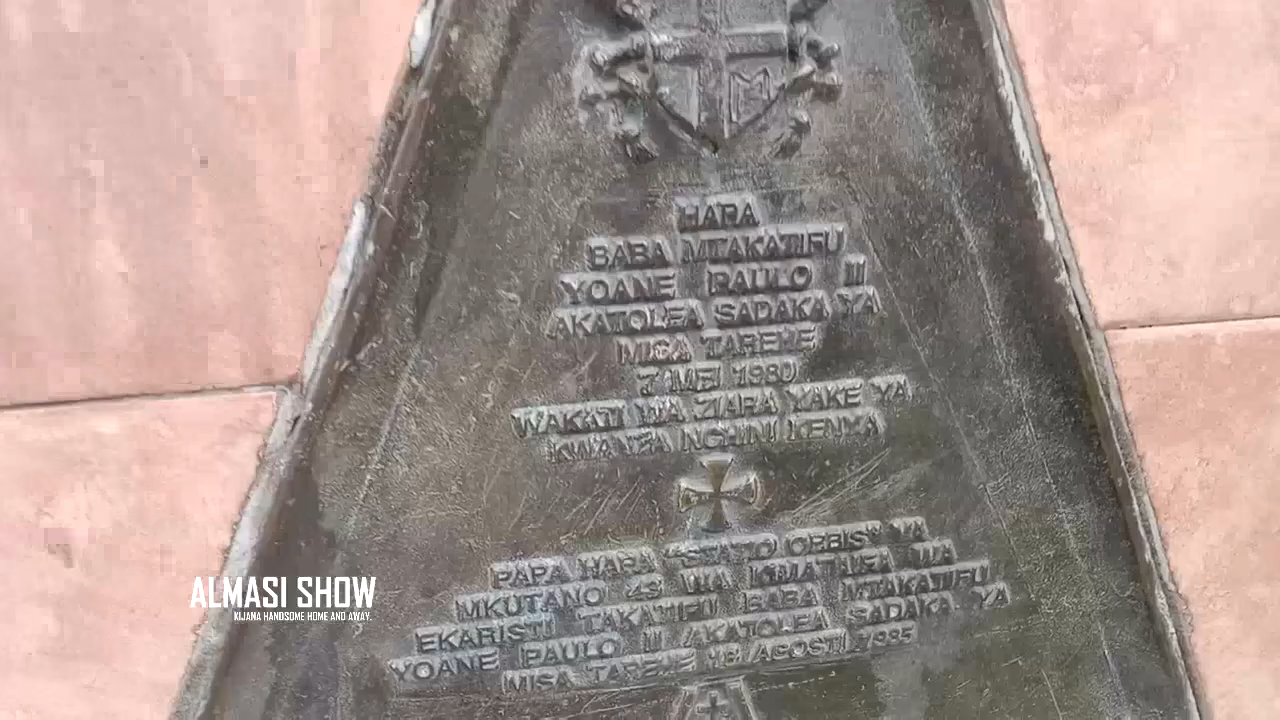 HAPA
BABA MTAKATIFU
YOANE PAULO II
AKATOLEA SADAKA YA
MISA TAREHE
7 MEI 1980
WAKATI WA ZIARA YAKE YA
KWANZA NCHINI KENYA
PAPA HAPA "STATIO ORBIS" YA
MKUTANO 43 WA KIMATAIFA WA
EKARISTI TAKATIFU BABA MTAKATIFU
YOANE PAULO II AKATOLEA SADAKA YA
MISA TAREHE 18 AGOSTI 1985
ALMASI SHOW
KIJANA HANDSOME HOME AND AWAY.